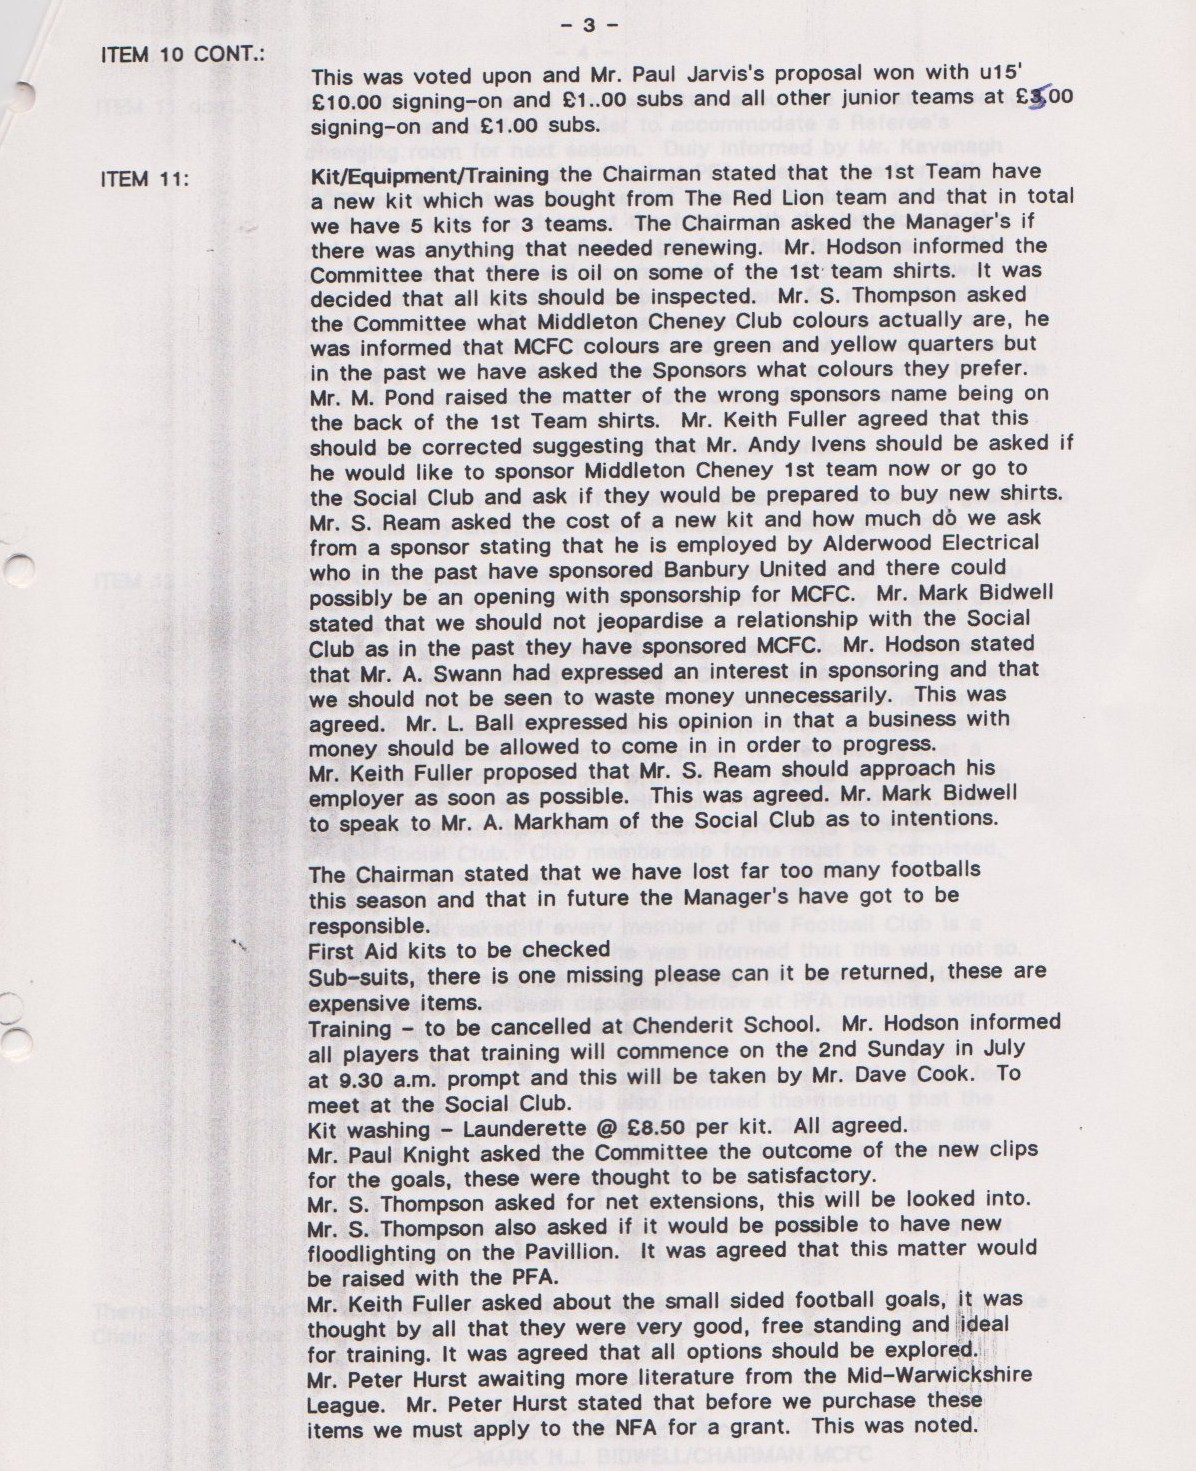 - 3 -
ITEM 10 CONT.:
This was voted upon and Mr. Paul Jarvis's proposal won with u15'
£10.00 signing-on and £1..00 subs and all other junior teams at £5.00
signing-on and £1.00 subs.
ITEM 11:
Kit/Equipment/Training the Chairman stated that the 1st Team have
a new kit which was bought from The Red Lion team and that in total
we have 5 kits for 3 teams. The Chairman asked the Manager's if
there was anything that needed renewing. Mr. Hodson informed the
Committee that there is oil on some of the 1st team shirts. It was
decided that all kits should be inspected. Mr. S. Thompson asked
the Committee what Middleton Cheney Club colours actually are, he
was informed that MCFC colours are green and yellow quarters but
in the past we have asked the Sponsors what colours they prefer.
Mr. M. Pond raised the matter of the wrong sponsors name being on
the back of the 1st Team shirts. Mr. Keith Fuller agreed that this
should be corrected suggesting that Mr. Andy Ivens should be asked if
he would like to sponsor Middleton Cheney 1st team now or go to
the Social Club and ask if they would be prepared to buy new shirts.
Mr. S. Ream asked the cost of a new kit and how much do we ask
from a sponsor stating that he is employed by Alderwood Electrical
who in the past have sponsored Banbury United and there could
possibly be an opening with sponsorship for MCFC. Mr. Mark Bidwell
stated that we should not jeopardise a relationship with the Social
Club as in the past they have sponsored MCFC. Mr. Hodson stated
that Mr. A. Swann had expressed an interest in sponsoring and that
we should not be seen to waste money unnecessarily. This was
agreed. Mr. L. Ball expressed his opinion in that a business with
money should be allowed to come in in order to progress.
Mr. Keith Fuller proposed that Mr. S. Ream should approach his
employer as soon as possible. This was agreed. Mr. Mark Bidwell
to speak to Mr. A. Markham of the Social Club as to intentions.
The Chairman stated that we have lost far too many footballs
this season and that in future the Manager's have got to be
responsible.
First Aid kits to be checked
Sub-suits, there is one missing please can it be returned, these are
expensive items.
Training - to be cancelled at Chenderit School. Mr. Hodson informed
all players that training will commence on the 2nd Sunday in July
at 9.30 a.m. prompt and this will be taken by Mr. Dave Cook. To
meet at the Social Club.
Kit washing - Launderette @ £8.50 per kit. All agreed.
Mr. Paul Knight asked the Committee the outcome of the new clips
for the goals, these were thought to be satisfactory.
Mr. S. Thompson asked for net extensions, this will be looked into.
Mr. S. Thompson also asked if it would be possible to have new
floodlighting on the Pavillion. It was agreed that this matter would
be raised with the PFA.
Mr. Keith Fuller asked about the small sided football goals, it was
thought by all that they were very good, free standing and ideal
for training. It was agreed that all options should be explored.
Mr. Peter Hurst awaiting more literature from the Mid-Warwickshire
League. Mr. Peter Hurst stated that before we purchase these
items we must apply to the NFA for a grant. This was noted.